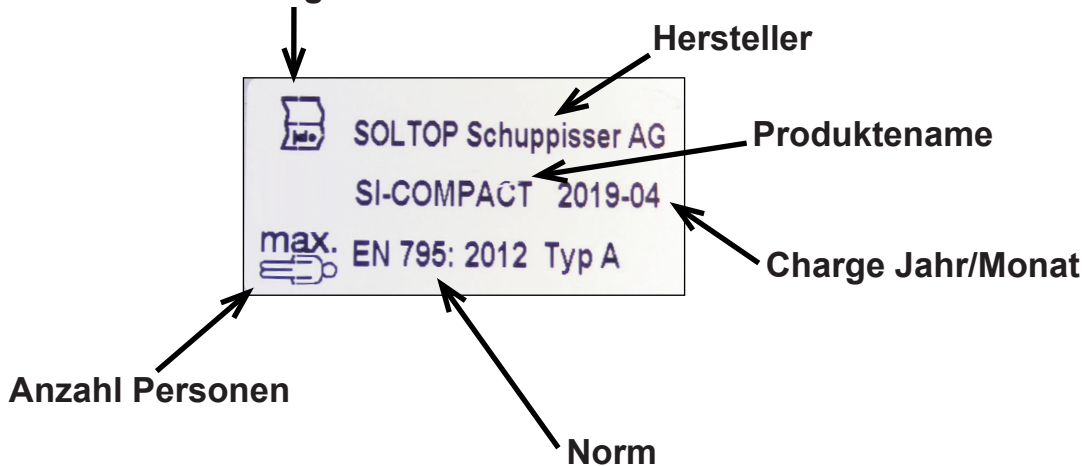 Hersteller
SOLTOP Schuppisser AG
Produktename
SI-COMPACT 2019-04
Charge Jahr/Monat
max.
EN 795: 2012 Typ A
Anzahl Personen
Norm